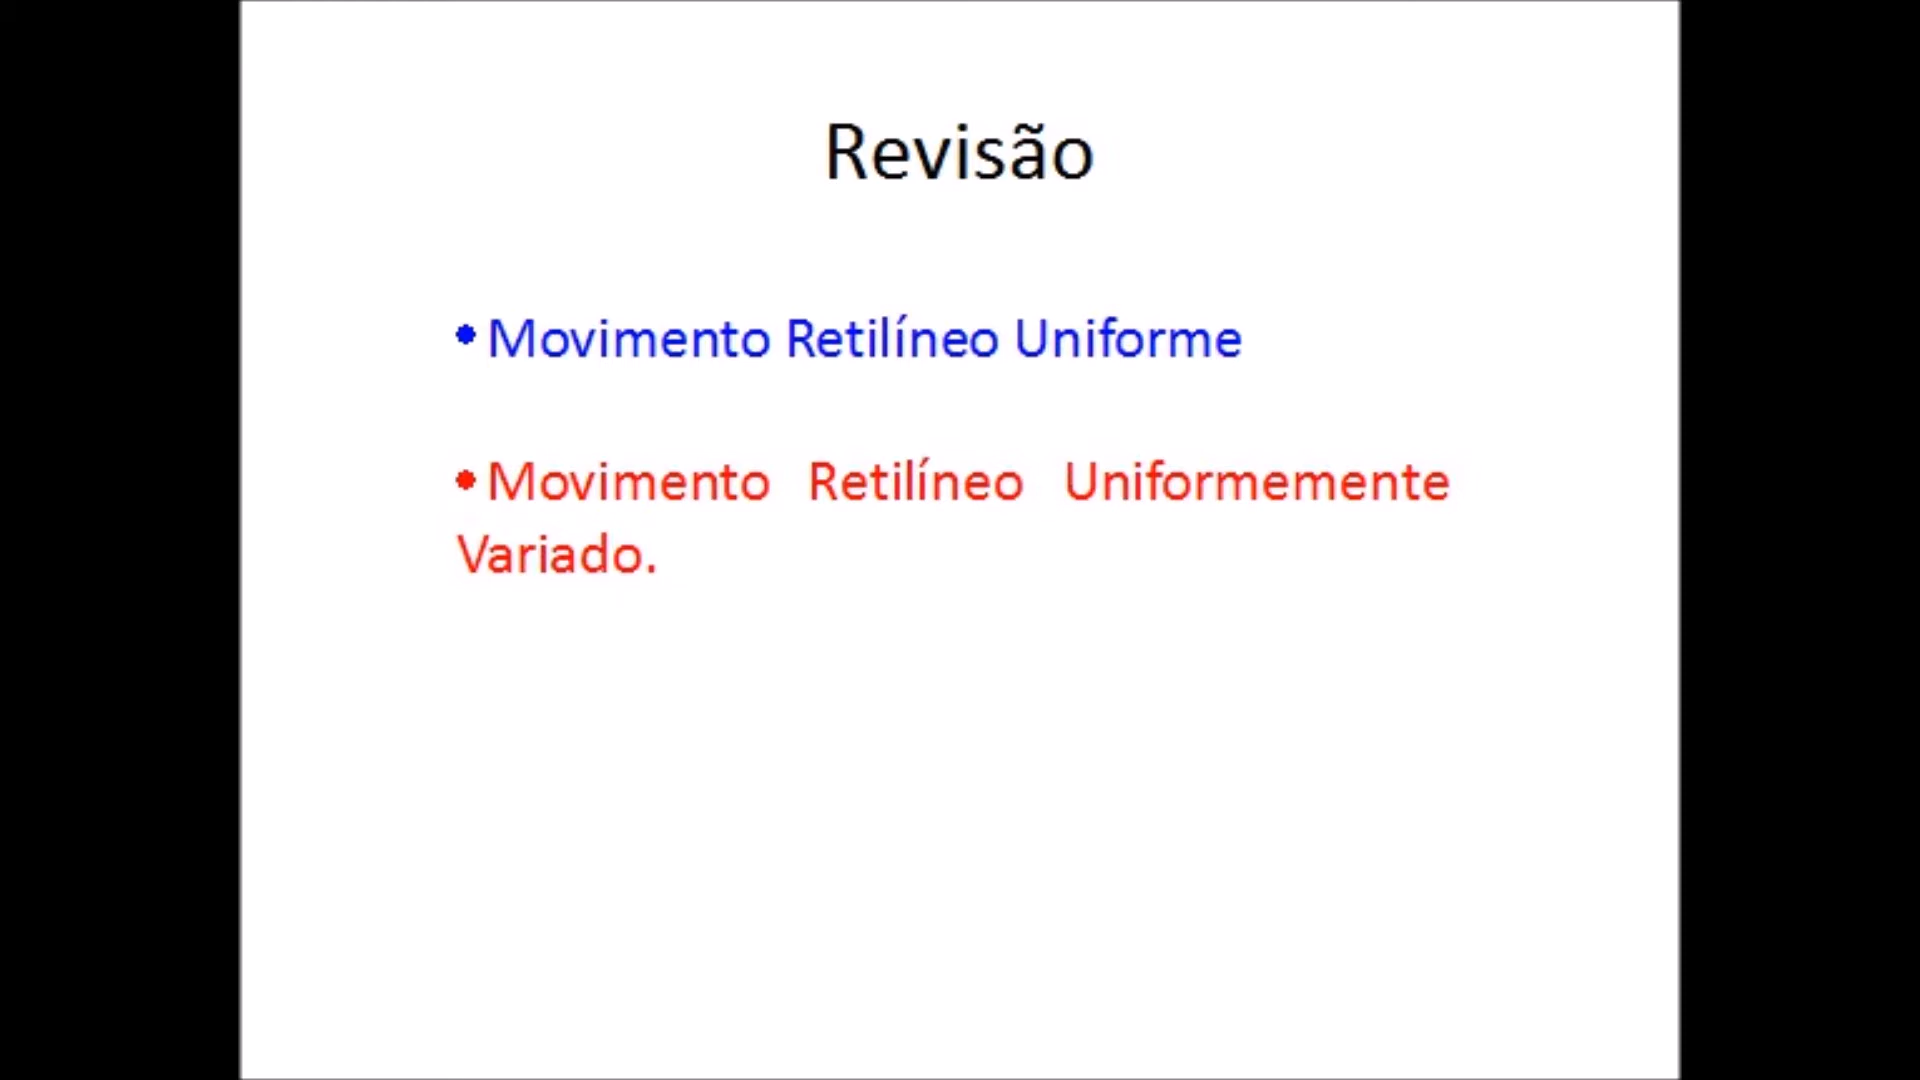 Revisão
• Movimento Retilíneo Uniforme
• Movimento Retilíneo Uniformemente
Variado.